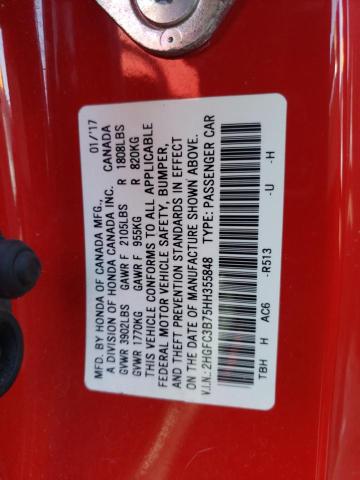 MFD. BY HONDA OF CANADA MFG., 01/'17
A DIVISION OF HONDA CANADA INC. CANADA
GVWR 3902LBS GAWR F 2105LBS R 1808LBS
GVWR 1770KG GAWR F 955KG R 820KG
THIS VEHICLE CONFORMS TO ALL APPLICABLE
FEDERAL MOTOR VEHICLE SAFETY, BUMPER,
AND THEFT PREVENTION STANDARDS IN EFFECT
ON THE DATE OF MANUFACTURE SHOWN ABOVE.
V.I.N.: 2HGFC3B75HH355848 TYPE: PASSENGER CAR
TBH H AC6 -R513 -U -H